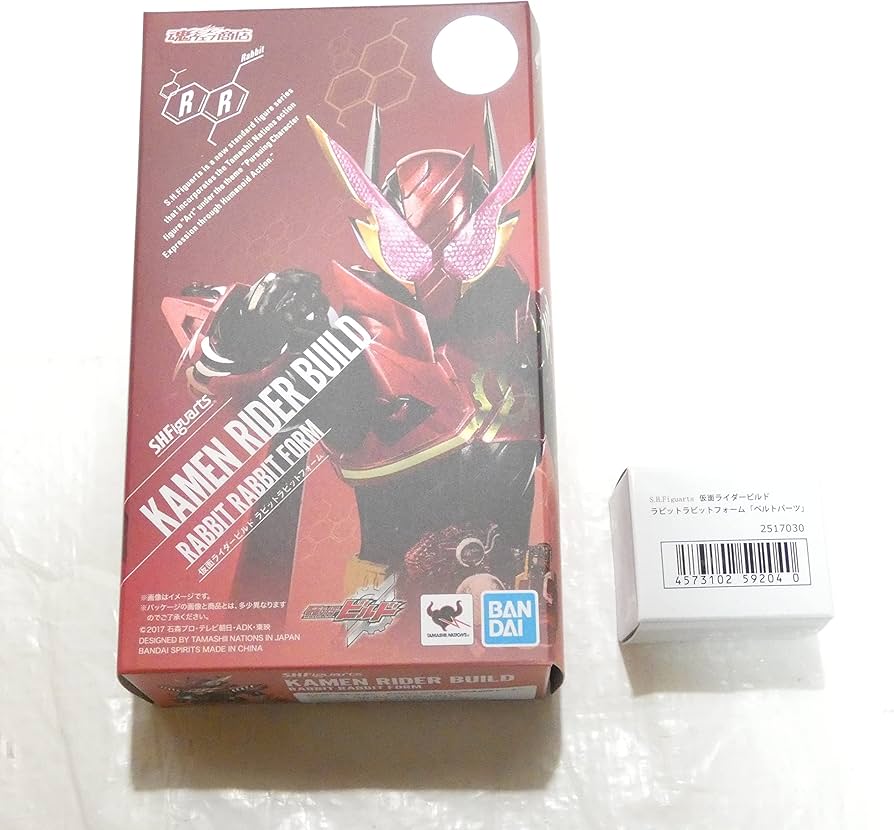 魂ウェブ商店
Rabbit
R R
S.H.Figuarts is a new standard figure series
that incorporates the Tamashii Nations action
figure "Art" under the theme "Pursuing Character
Expression through Humanoid Action."
S.H.Figuarts
KAMEN RIDER BUILD
RABBIT RABBIT FORM
仮面ライダービルド ラビットラビットフォーム
※画像はイメージです。
※パッケージの画像と商品とは、多少異なります
のでご了承ください。
©2017 石森プロ・テレビ朝日・ADK・東映
DESIGNED BY TAMASHII NATIONS IN JAPAN
BANDAI SPIRITS MADE IN CHINA
ビルド
TAMASHII NATIONS
BAN
DAI
S.H.Figuarts
KAMEN RIDER BUILD
RABBIT RABBIT FORM
S.H.Figuarts 仮面ライダービルド
ラビットラビットフォーム「ベルトパーツ」
2517030
4573102 59204 0